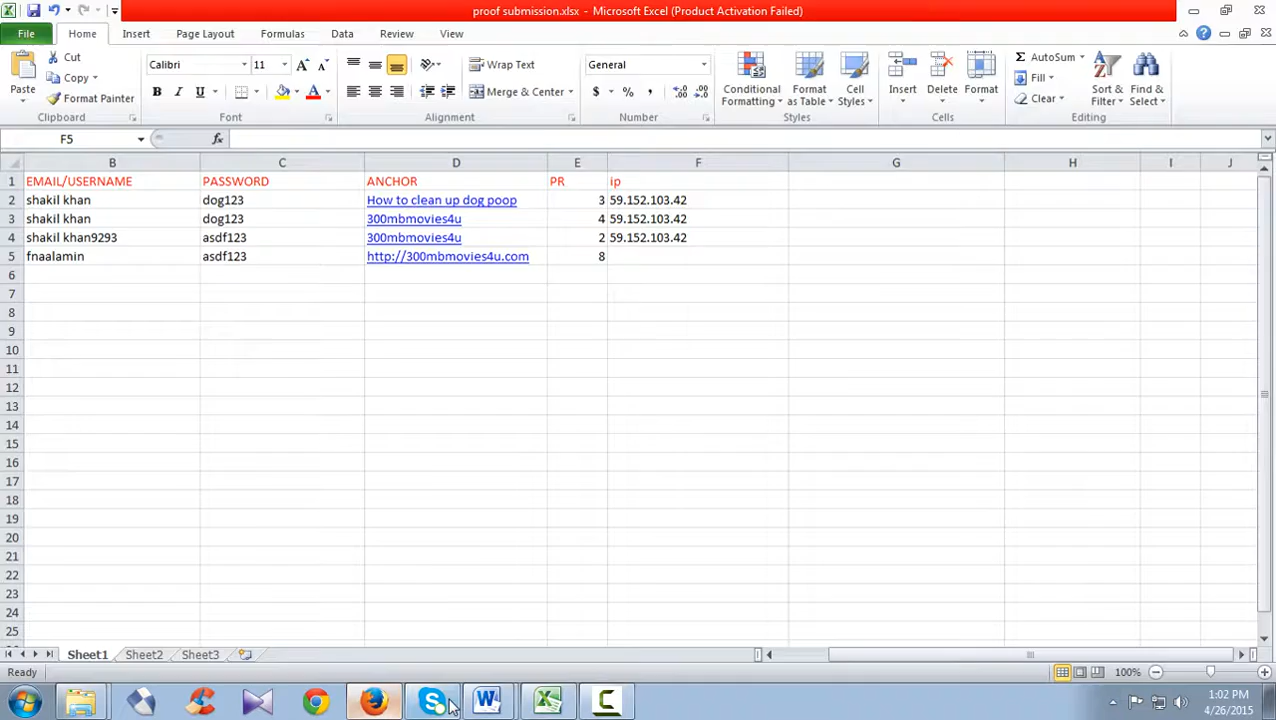 proof submission.xlsx - Microsoft Excel (Product Activation Failed)
File Home Insert Page Layout Formulas Data Review View
Paste
Cut
Copy
Format Painter
Clipboard
Calibri 11
B I U
Font
Wrap Text
Merge & Center
Alignment
General
$ % ,
Number
Conditional Formatting
Format as Table
Cell Styles
Styles
Insert
Delete
Format
Cells
Σ AutoSum
Fill
Clear
Sort & Filter
Find & Select
Editing
F5 fx
B C D E F G H I J
1 EMAIL/USERNAME PASSWORD ANCHOR PR ip
2 shakil khan dog123 How to clean up dog poop 3 59.152.103.42
3 shakil khan dog123 300mbmovies4u 4 59.152.103.42
4 shakil khan9293 asdf123 300mbmovies4u 2 59.152.103.42
5 fnaalamin asdf123 http://300mbmovies4u.com 8
6
7
8
9
10
11
12
13
14
15
16
17
18
19
20
21
22
23
24
25
Sheet1 Sheet2 Sheet3
Ready 100%
1:02 PM
4/26/2015